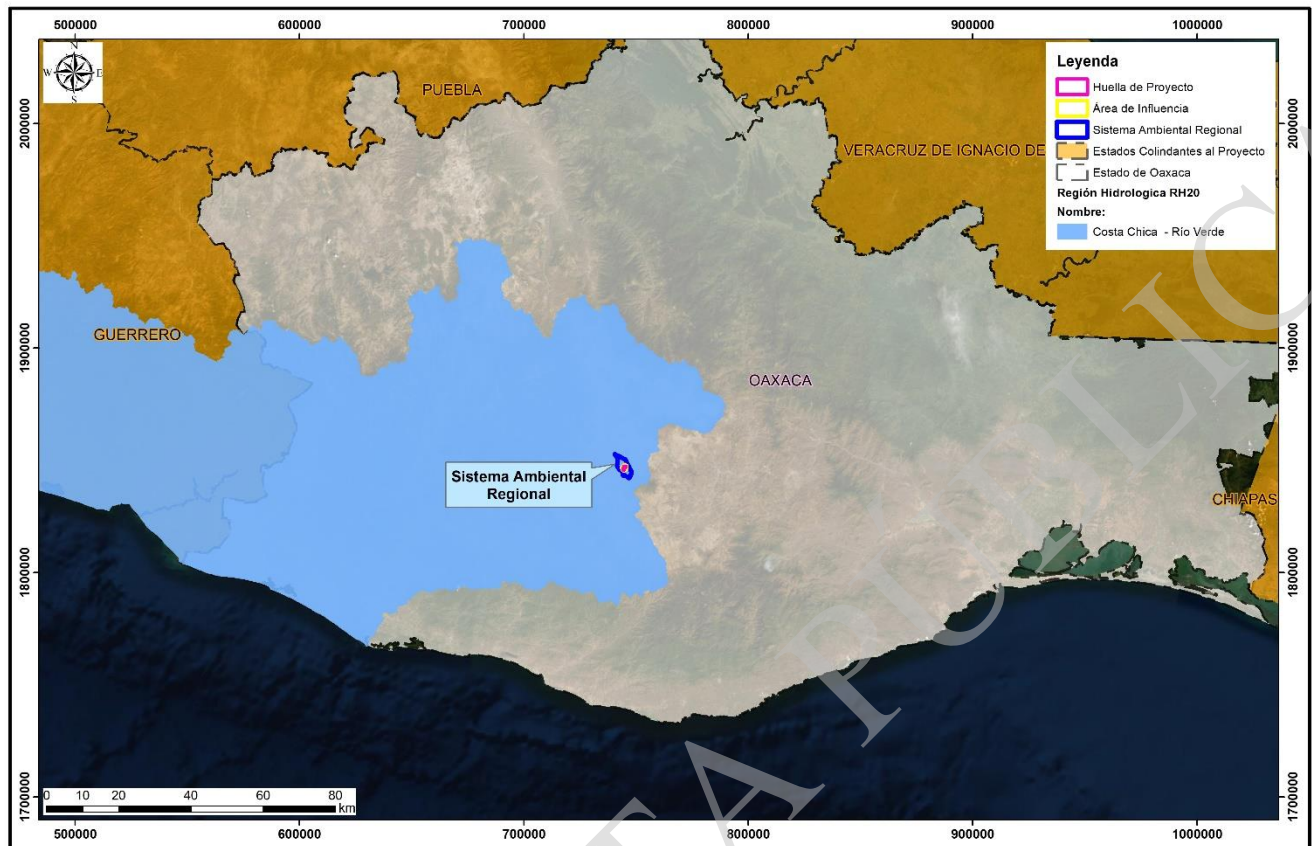 500000 600000 700000 800000 900000 1000000
N
W E
S
PUEBLA
VERACRUZ DE IGNACIO DE
GUERRERO
OAXACA
CHIAPAS
Sistema Ambiental
Regional
Leyenda
Huella de Proyecto
Área de Influencia
Sistema Ambiental Regional
Estados Colindantes al Proyecto
Estado de Oaxaca
Región Hidrologica RH20
Nombre:
Costa Chica - Río Verde
2000000
1900000
1800000
1700000
2000000
1900000
1800000
1700000
0 10 20 40 60 80
km
500000 600000 700000 800000 900000 1000000
TA PÚBLIC